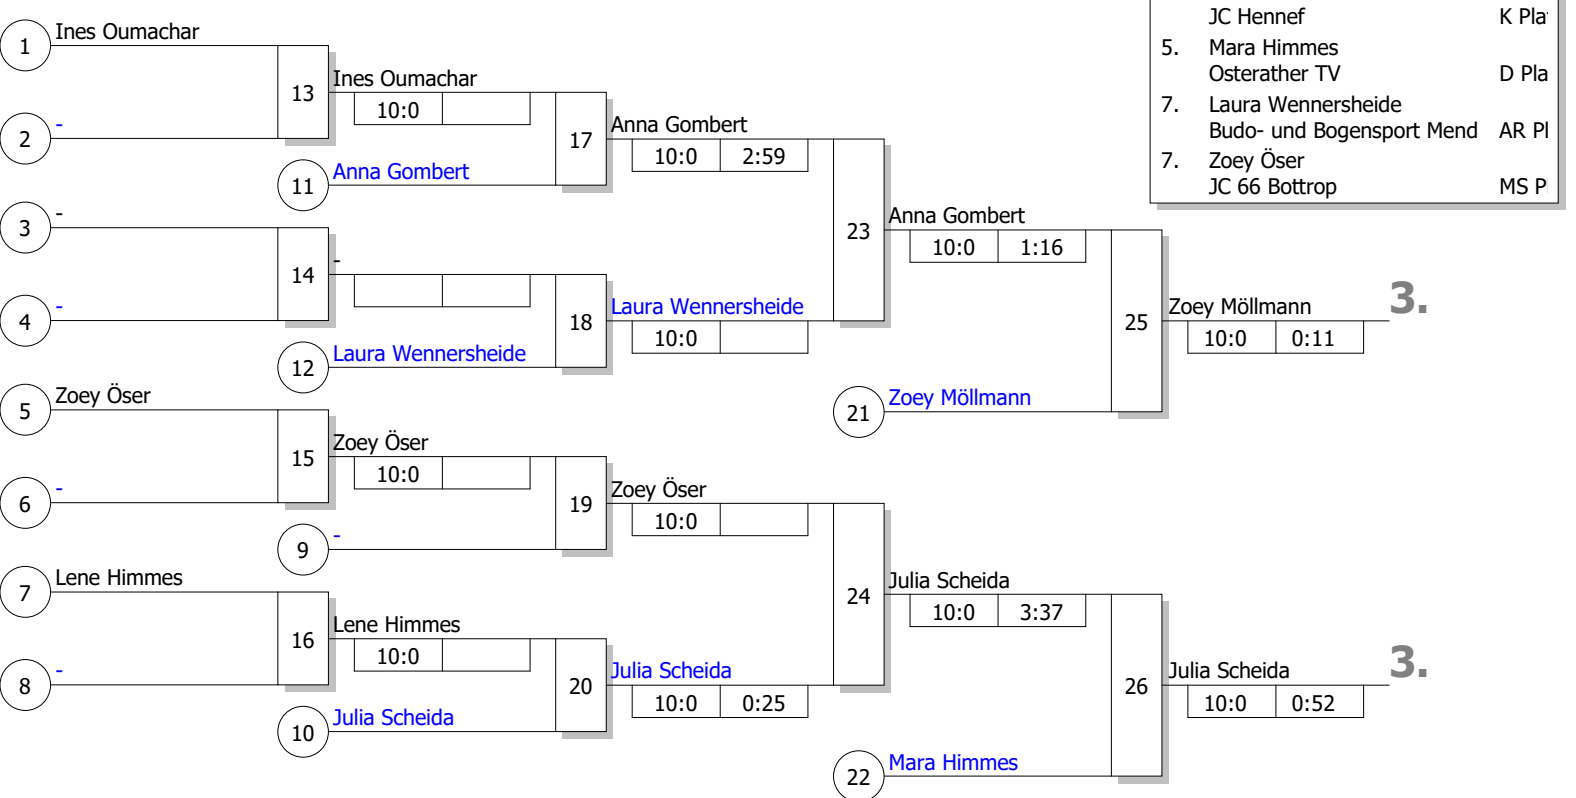 JC Hennef
5. Mara Himmes
Osterather TV
7. Laura Wennersheide
Budo- und Bogensport Mend
7. Zoey Öser
JC 66 Bottrop
1 Ines Oumachar
2 -
13 Ines Oumachar
10:0
11 Anna Gombert
17 Anna Gombert
10:0 2:59
3 -
4 -
14 -
12 Laura Wennersheide
18 Laura Wennersheide
10:0
23 Anna Gombert
10:0 1:16
21 Zoey Möllmann
25 Zoey Möllmann
10:0 0:11
3.
5 Zoey Öser
6 -
15 Zoey Öser
10:0
9 -
19 Zoey Öser
10:0
7 Lene Himmes
8 -
16 Lene Himmes
10:0
10 Julia Scheida
20 Julia Scheida
10:0 0:25
24 Julia Scheida
10:0 3:37
22 Mara Himmes
26 Julia Scheida
10:0 0:52
3.